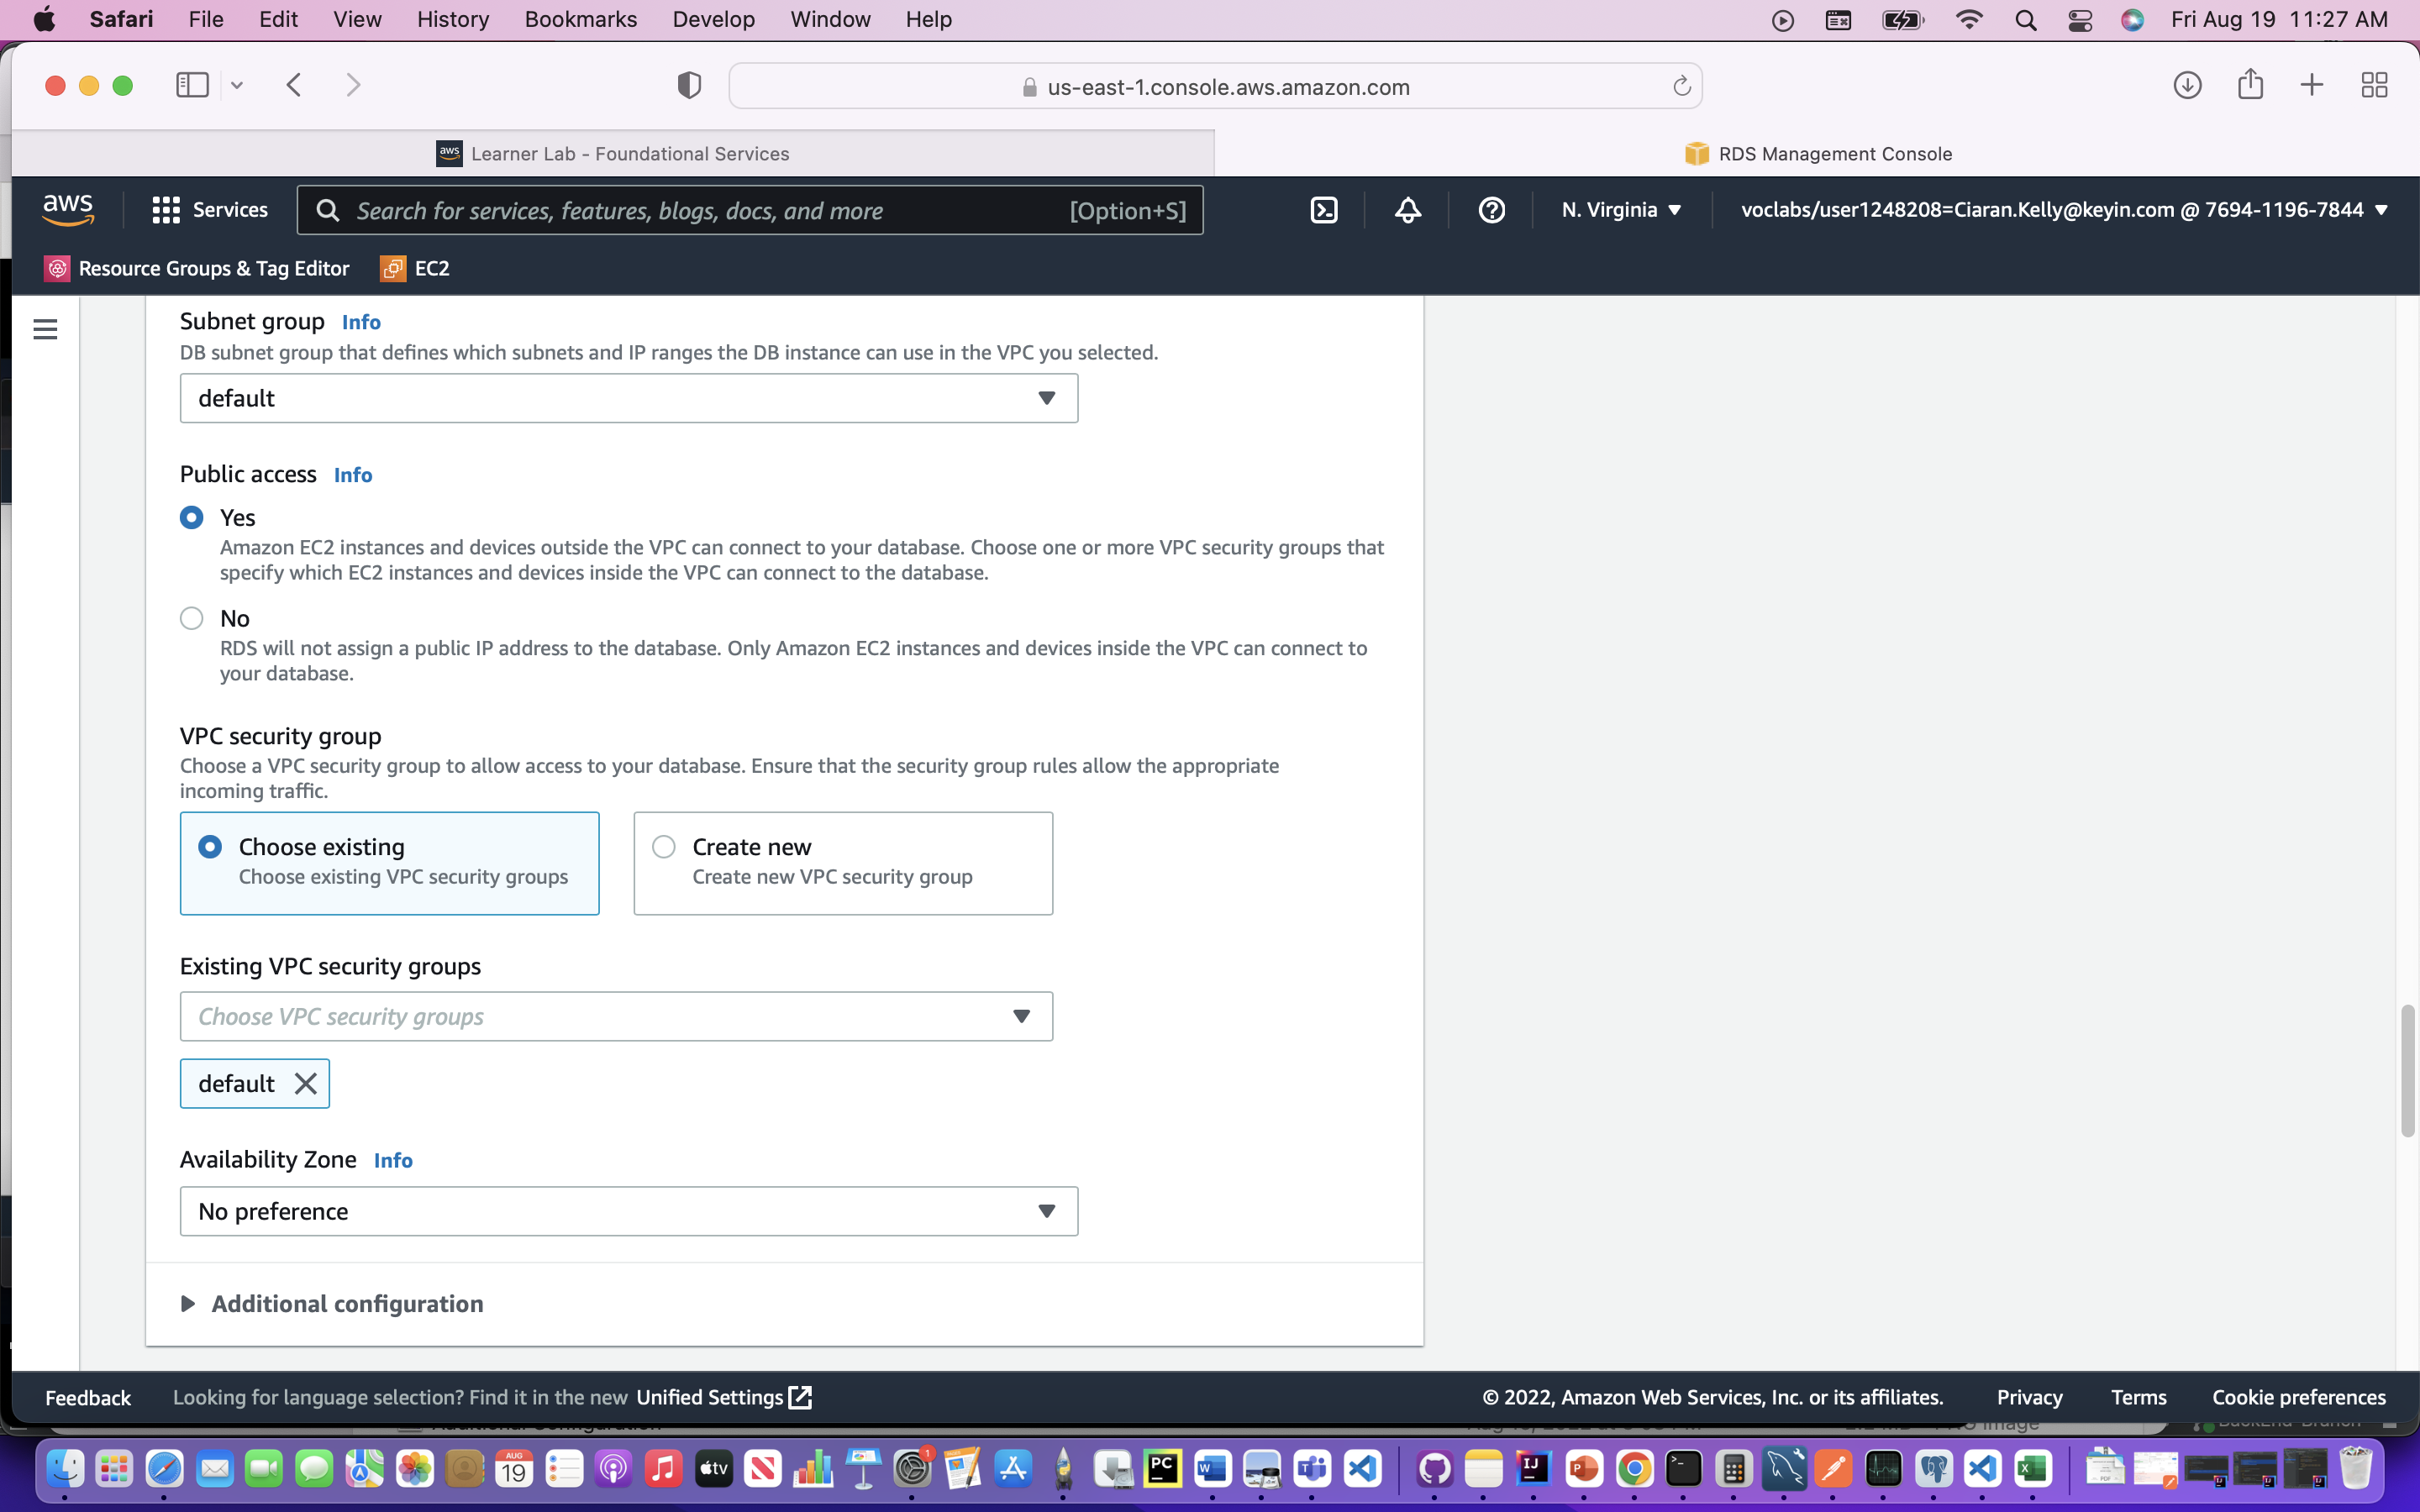 Safari File Edit View History Bookmarks Develop Window Help Fri Aug 19 11:27 AM
us-east-1.console.aws.amazon.com
aws Learner Lab - Foundational Services RDS Management Console
aws Services Search for services, features, blogs, docs, and more [Option+S] N. Virginia voclabs/user1248208=Ciaran.Kelly@keyin.com @ 7694-1196-7844
Resource Groups & Tag Editor EC2
Subnet group Info
DB subnet group that defines which subnets and IP ranges the DB instance can use in the VPC you selected.
default
Public access Info
Yes
Amazon EC2 instances and devices outside the VPC can connect to your database. Choose one or more VPC security groups that
specify which EC2 instances and devices inside the VPC can connect to the database.
No
RDS will not assign a public IP address to the database. Only Amazon EC2 instances and devices inside the VPC can connect to
your database.
VPC security group
Choose a VPC security group to allow access to your database. Ensure that the security group rules allow the appropriate
incoming traffic.
Choose existing
Choose existing VPC security groups
Create new
Create new VPC security group
Existing VPC security groups
Choose VPC security groups
default
Availability Zone Info
No preference
Additional configuration
Feedback Looking for language selection? Find it in the new Unified Settings © 2022, Amazon Web Services, Inc. or its affiliates. Privacy Terms Cookie preferences
AUG
19
tv
1
PC
W
T
IJ
P
X